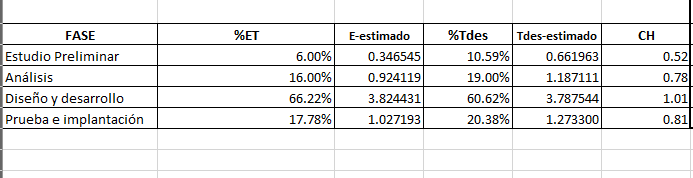 FASE %ET E-estimado %Tdes Tdes-estimado CH
Estudio Preliminar 6.00% 0.346545 10.59% 0.661963 0.52
Análisis 16.00% 0.924119 19.00% 1.187111 0.78
Diseño y desarrollo 66.22% 3.824431 60.62% 3.787544 1.01
Prueba e implantación 17.78% 1.027193 20.38% 1.273300 0.81